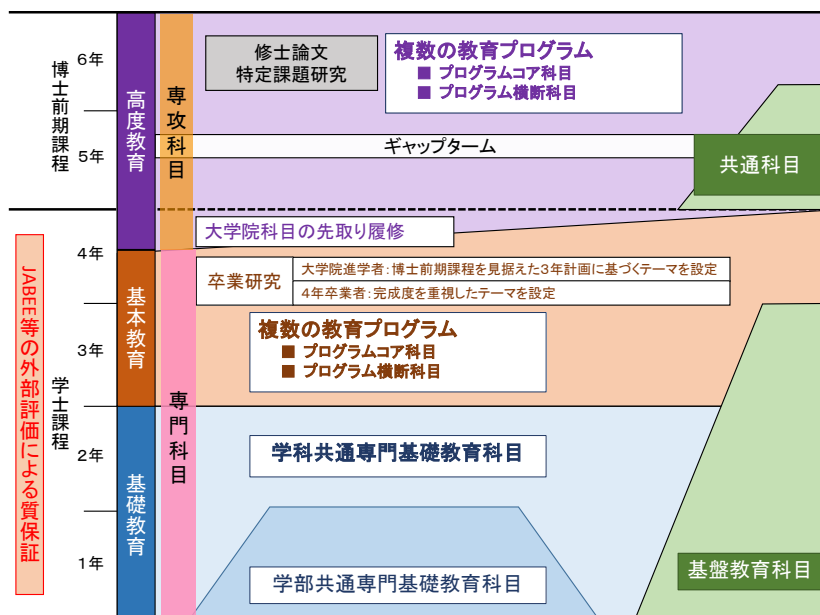 博士前期課程
6年
5年
高度教育
専攻科目
修士論文
特定課題研究
複数の教育プログラム
■ プログラムコア科目
■ プログラム横断科目
ギャップターム
共通科目
JABEE等の外部評価による質保証
学士課程
4年
3年
2年
1年
基本教育
基礎教育
専門科目
大学院科目の先取り履修
卒業研究
大学院進学者:博士前期課程を見据えた3年計画に基づくテーマを設定
4年卒業者:完成度を重視したテーマを設定
複数の教育プログラム
■ プログラムコア科目
■ プログラム横断科目
学科共通専門基礎教育科目
学部共通専門基礎教育科目
基盤教育科目